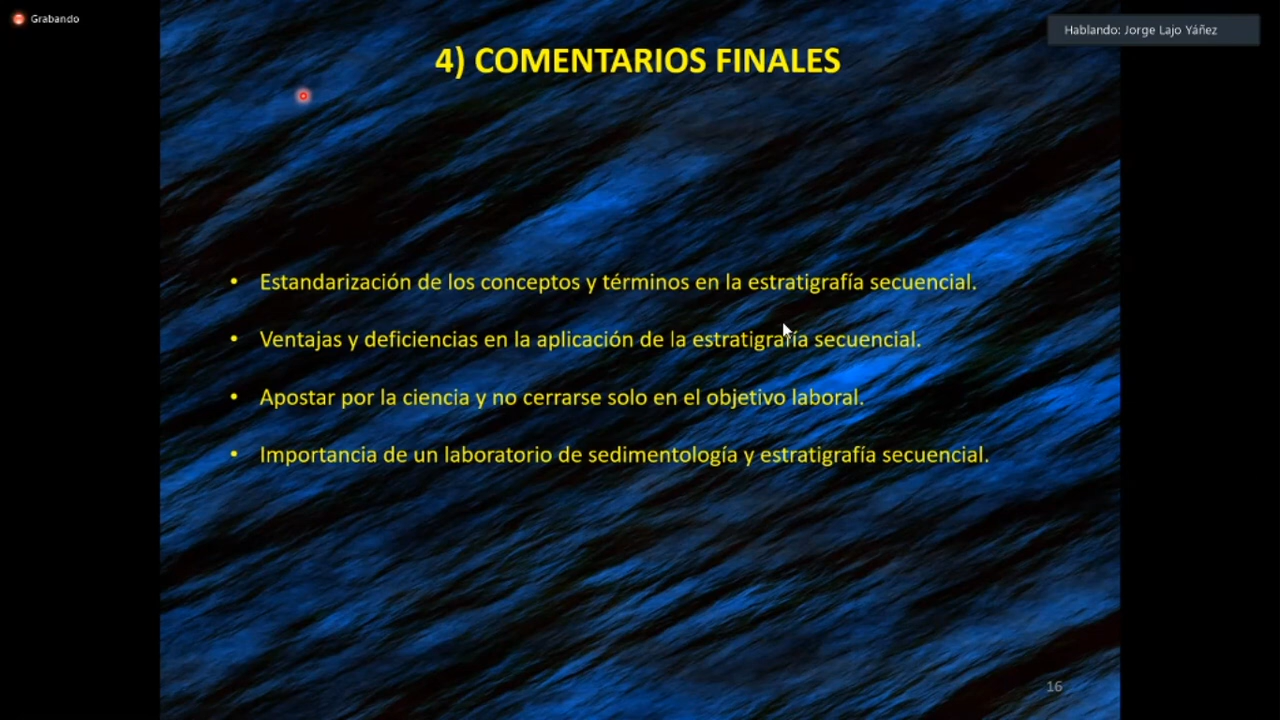 Grabando
Hablando: Jorge Lajo Yáñez
4) COMENTARIOS FINALES
• Estandarización de los conceptos y términos en la estratigrafía secuencial.
• Ventajas y deficiencias en la aplicación de la estratigrafía secuencial.
• Apostar por la ciencia y no cerrarse solo en el objetivo laboral.
• Importancia de un laboratorio de sedimentología y estratigrafía secuencial.
16